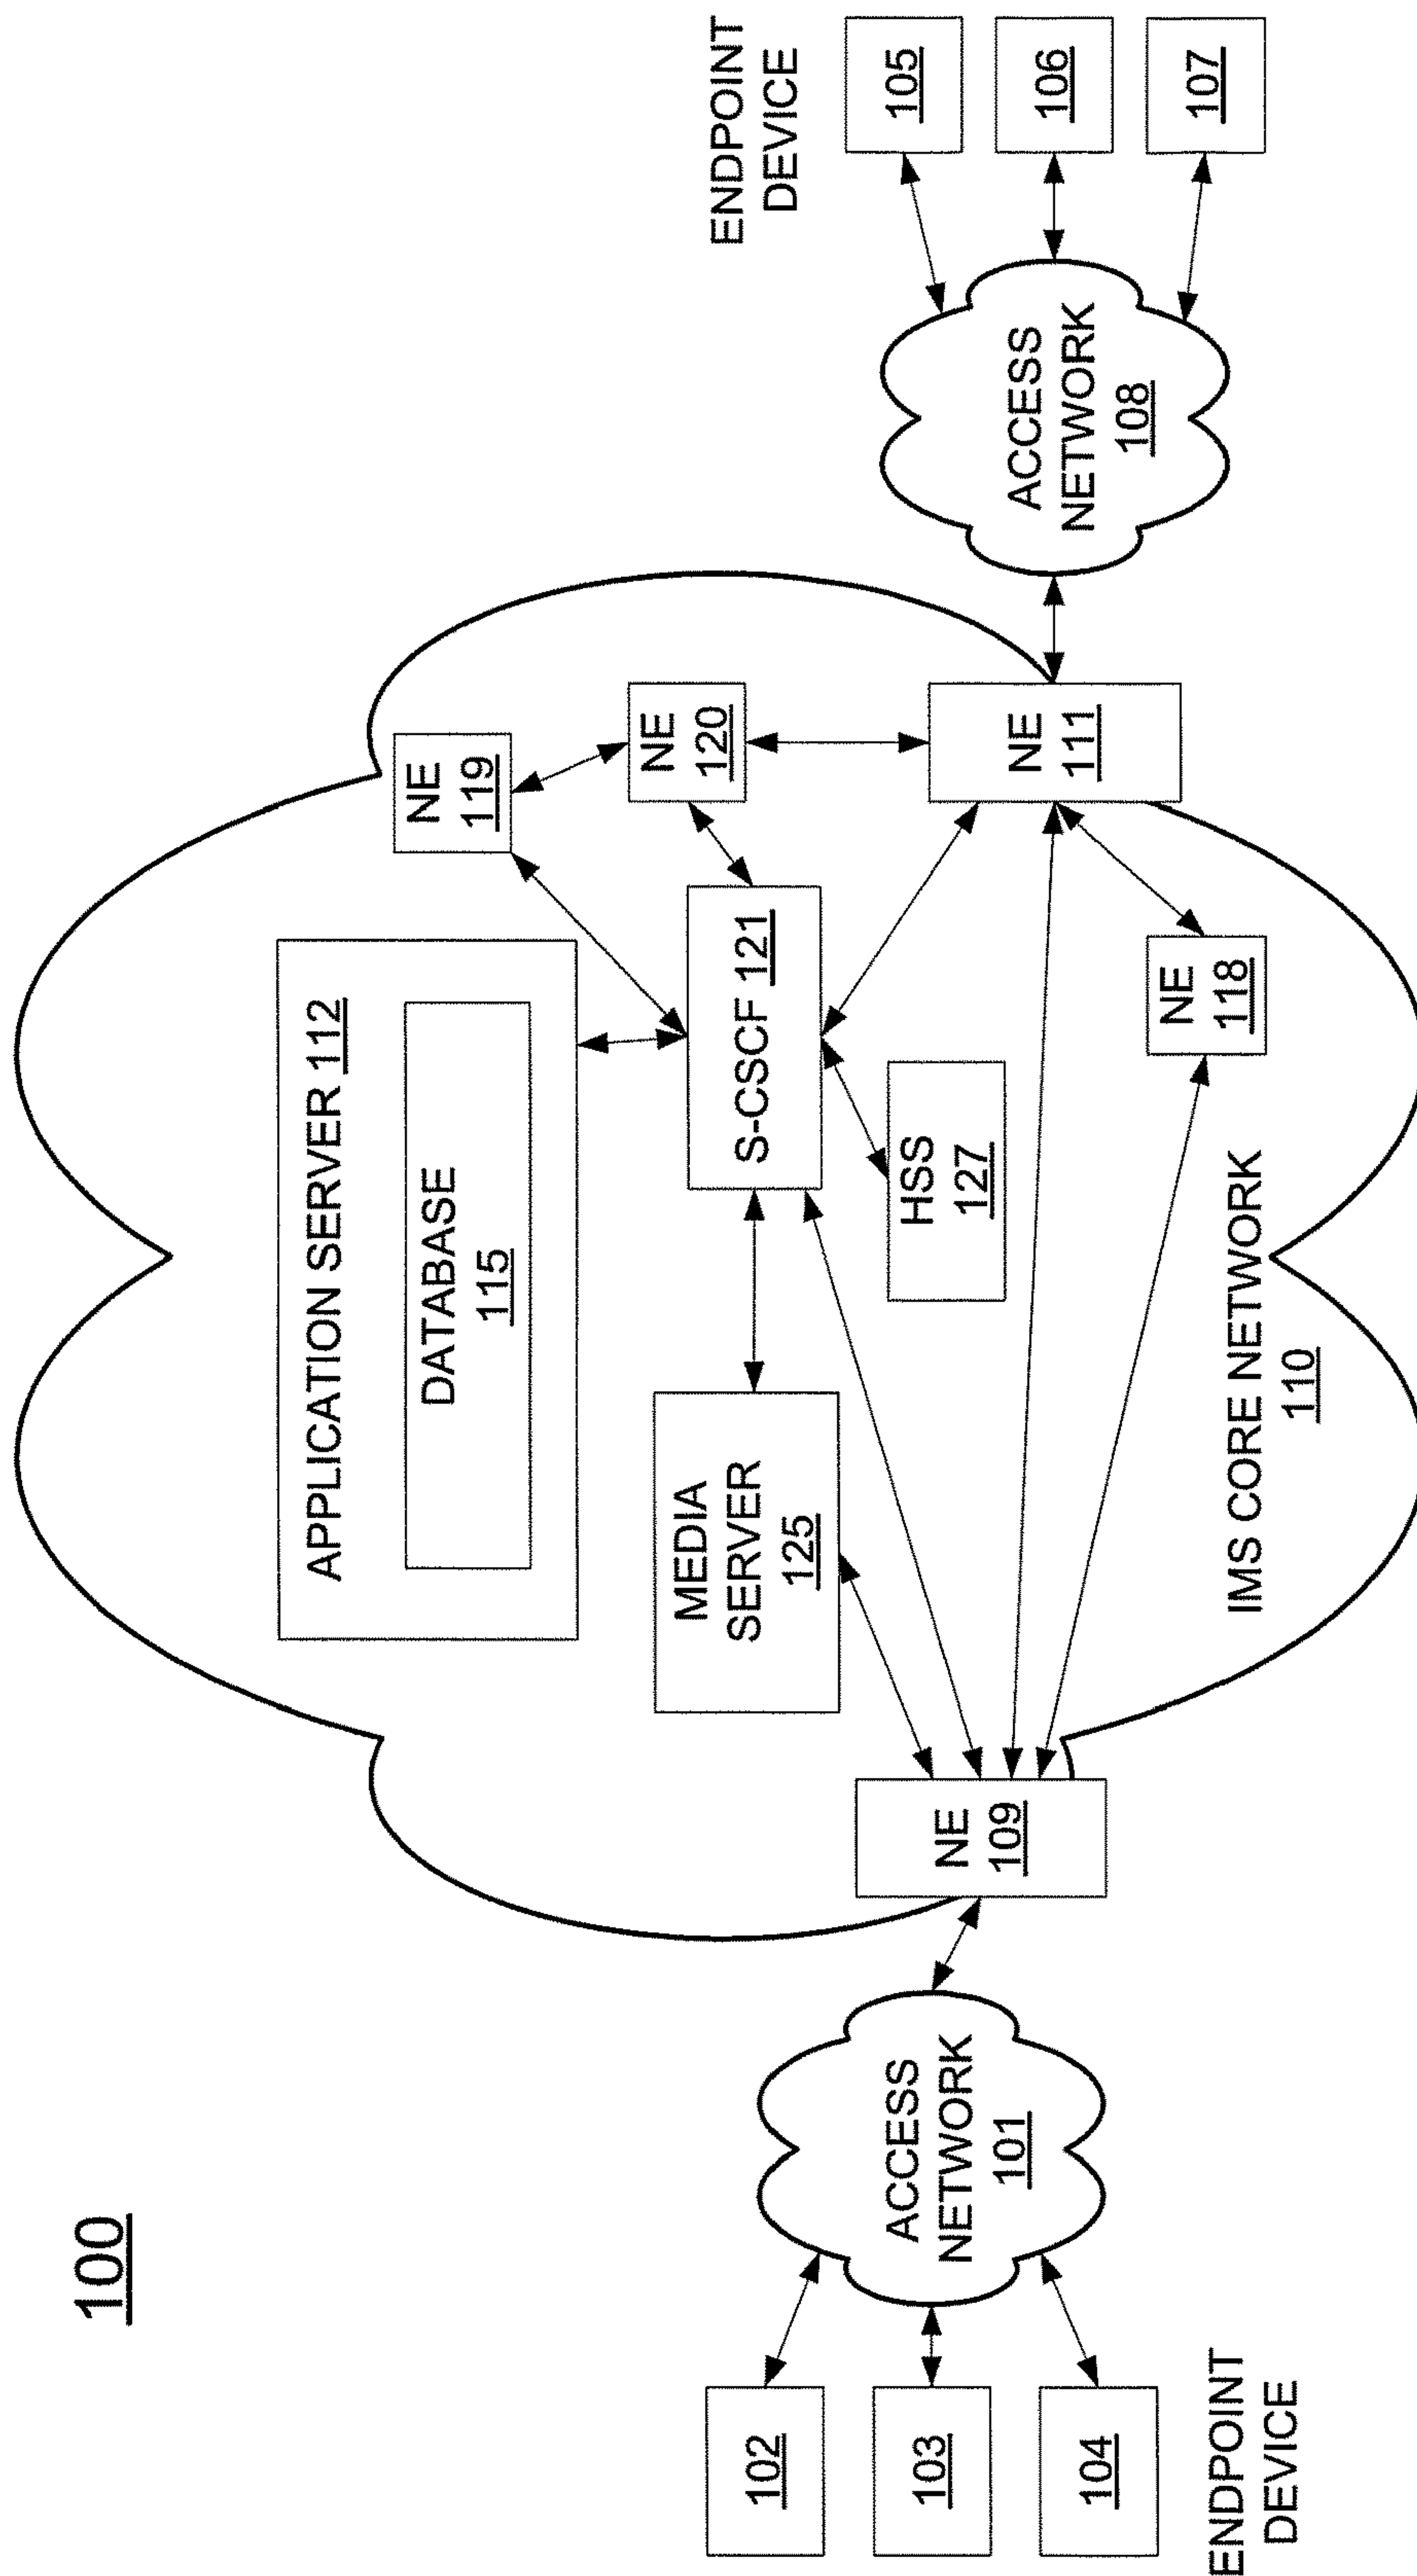 100
102
103
104
ENDPOINT
DEVICE
ACCESS
NETWORK
101
NE
109
APPLICATION SERVER 112
DATABASE
115
MEDIA
SERVER
125
S-CSCF 121
HSS
127
NE
119
NE
120
NE
111
NE
118
IMS CORE NETWORK
110
ACCESS
NETWORK
108
ENDPOINT
DEVICE
105
106
107